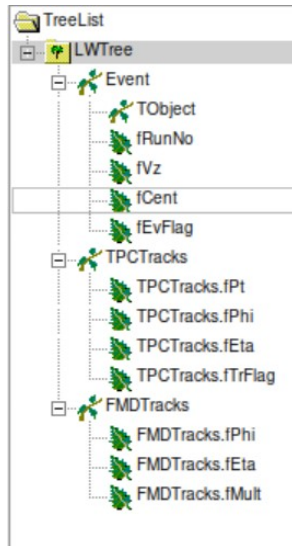 TreeList
LWTree
Event
TObject
fRunNo
fVz
fCent
fEvFlag
TPCTracks
TPCTracks.fPt
TPCTracks.fPhi
TPCTracks.fEta
TPCTracks.fTrFlag
FMDTracks
FMDTracks.fPhi
FMDTracks.fEta
FMDTracks.fMult